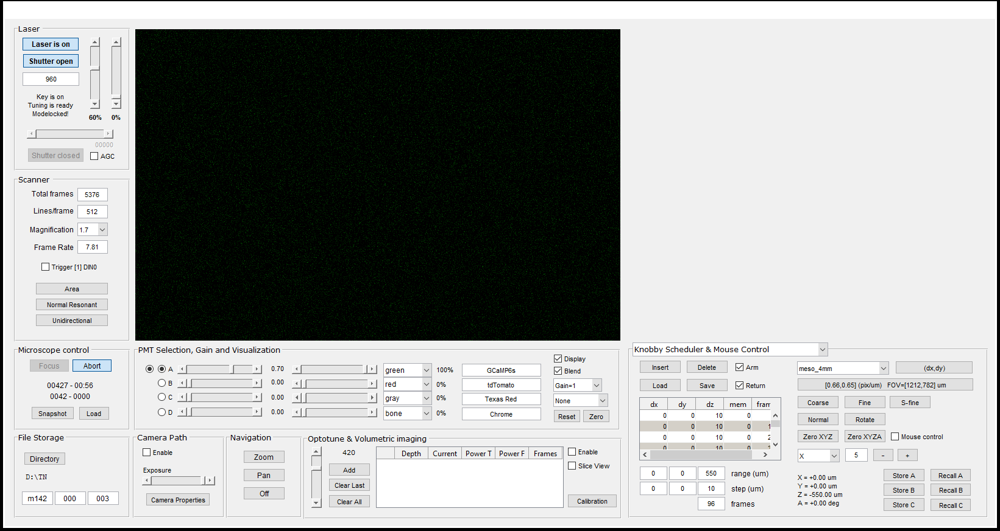 Laser
Laser is on
Shutter open
960
Key is on
Tuning is ready
Modelocked!
60% 0%
00000
Shutter closed AGC
Scanner
Total frames 5376
Lines/frame 512
Magnification 1.7
Frame Rate 7.81
Trigger [1] DIN0
Area
Normal Resonant
Unidirectional
Microscope control
Focus Abort
00427 - 00:56
0042 - 0000
Snapshot Load
PMT Selection, Gain and Visualization
A 0.70 green 100% GCaMP6s
B 0.00 red 0% tdTomato
C 0.00 gray 0% Texas Red
D 0.00 bone 0% Chrome
Display
Blend
Gain=1
None
Reset Zero
Knobby Scheduler & Mouse Control
Insert Delete Arm
Load Save Return
dx dy dz mem fram
0 0 10 0
0 0 10 0 1
0 0 10 0 2
0 0 10 0
0 0 550 range (um)
0 0 10 step (um)
96 frames
meso_4mm (dx,dy)
[0.66,0.65] (pix/um) FOV=[1212,782] um
Coarse Fine S-fine
Normal Rotate
Zero XYZ Zero XYZA Mouse control
X 5 - +
X = +0.00 um
Y = +0.00 um
Z = -550.00 um
A = +0.00 deg
Store A Recall A
Store B Recall B
Store C Recall C
File Storage
Directory
D:\TN
m142 000 003
Camera Path
Enable
Exposure
Camera Properties
Navigation
Zoom
Pan
Off
Optotune & Volumetric imaging
420
Add
Clear Last
Clear All
Depth Current Power T Power F Frames
Enable
Slice View
Calibration